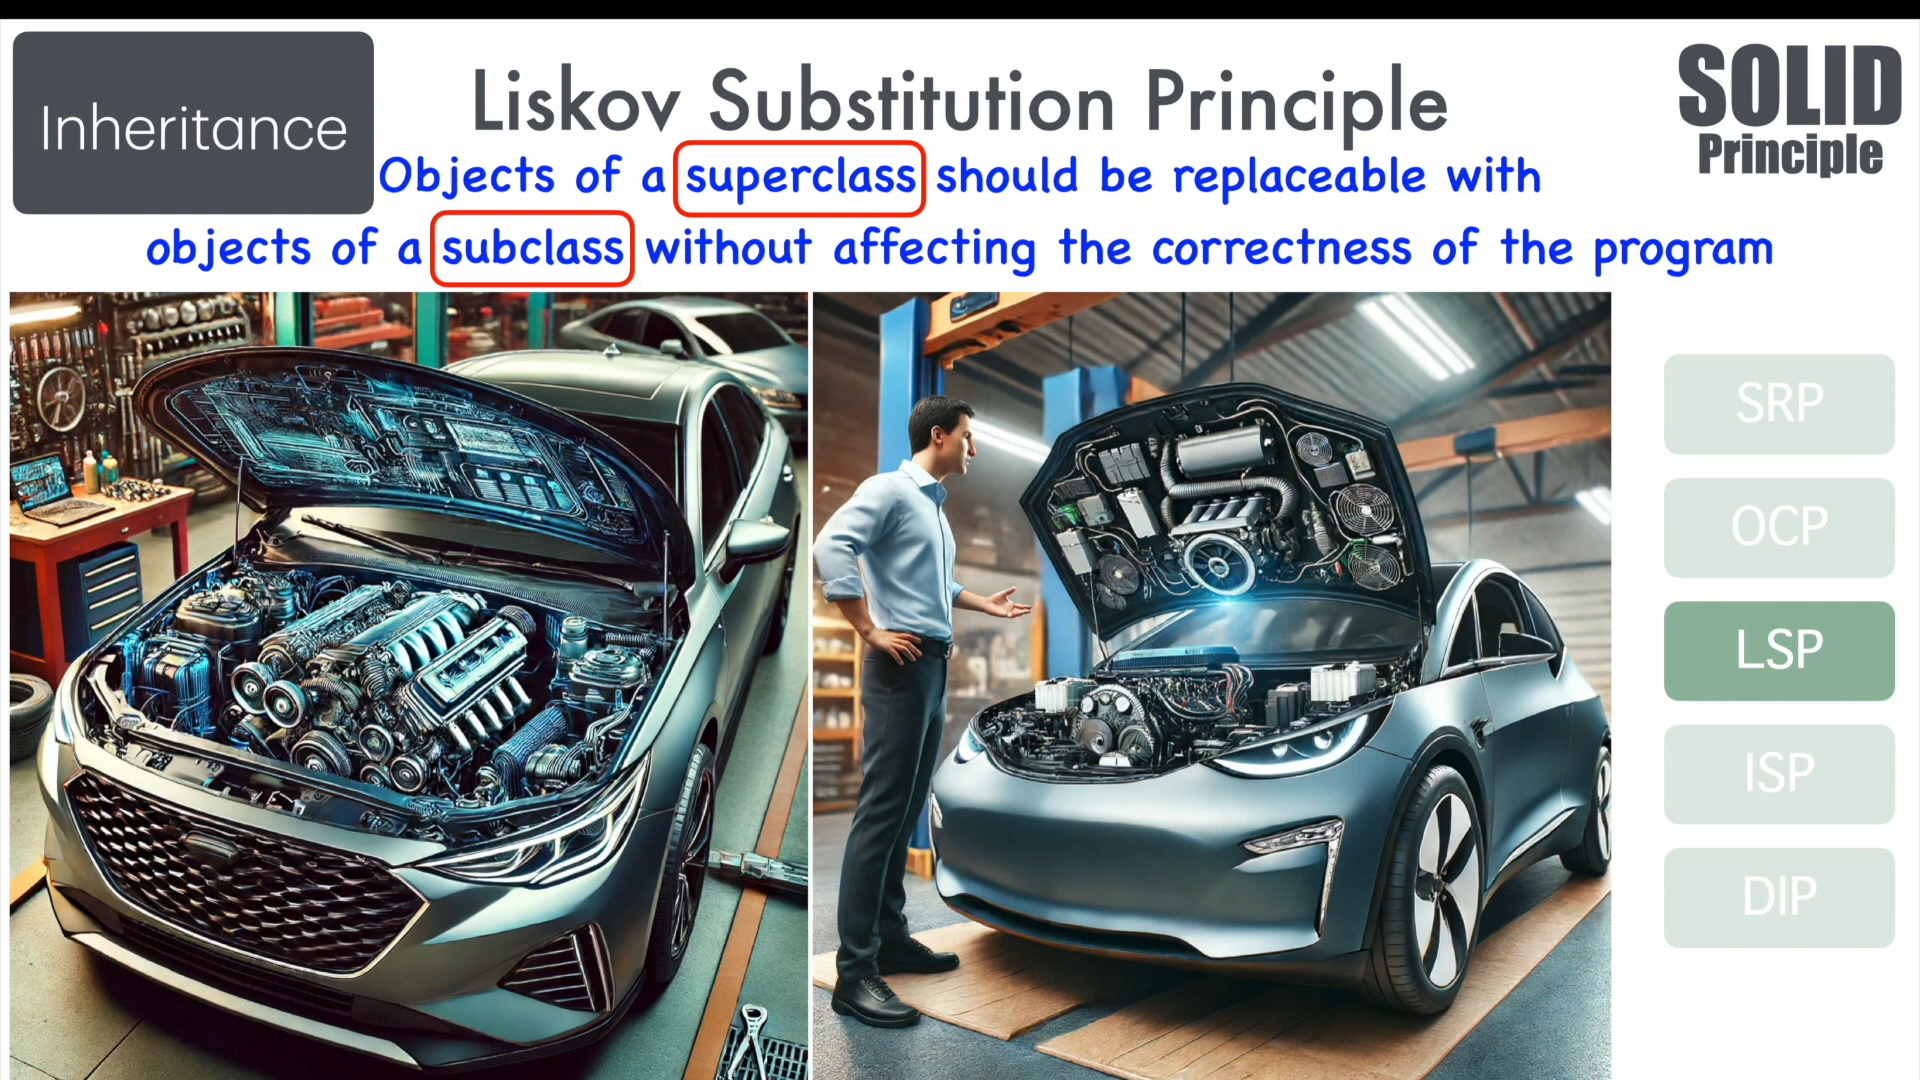 Inheritance
Liskov Substitution Principle
SOLID
Principle
Objects of a superclass should be replaceable with
objects of a subclass without affecting the correctness of the program
SRP
OCP
LSP
ISP
DIP